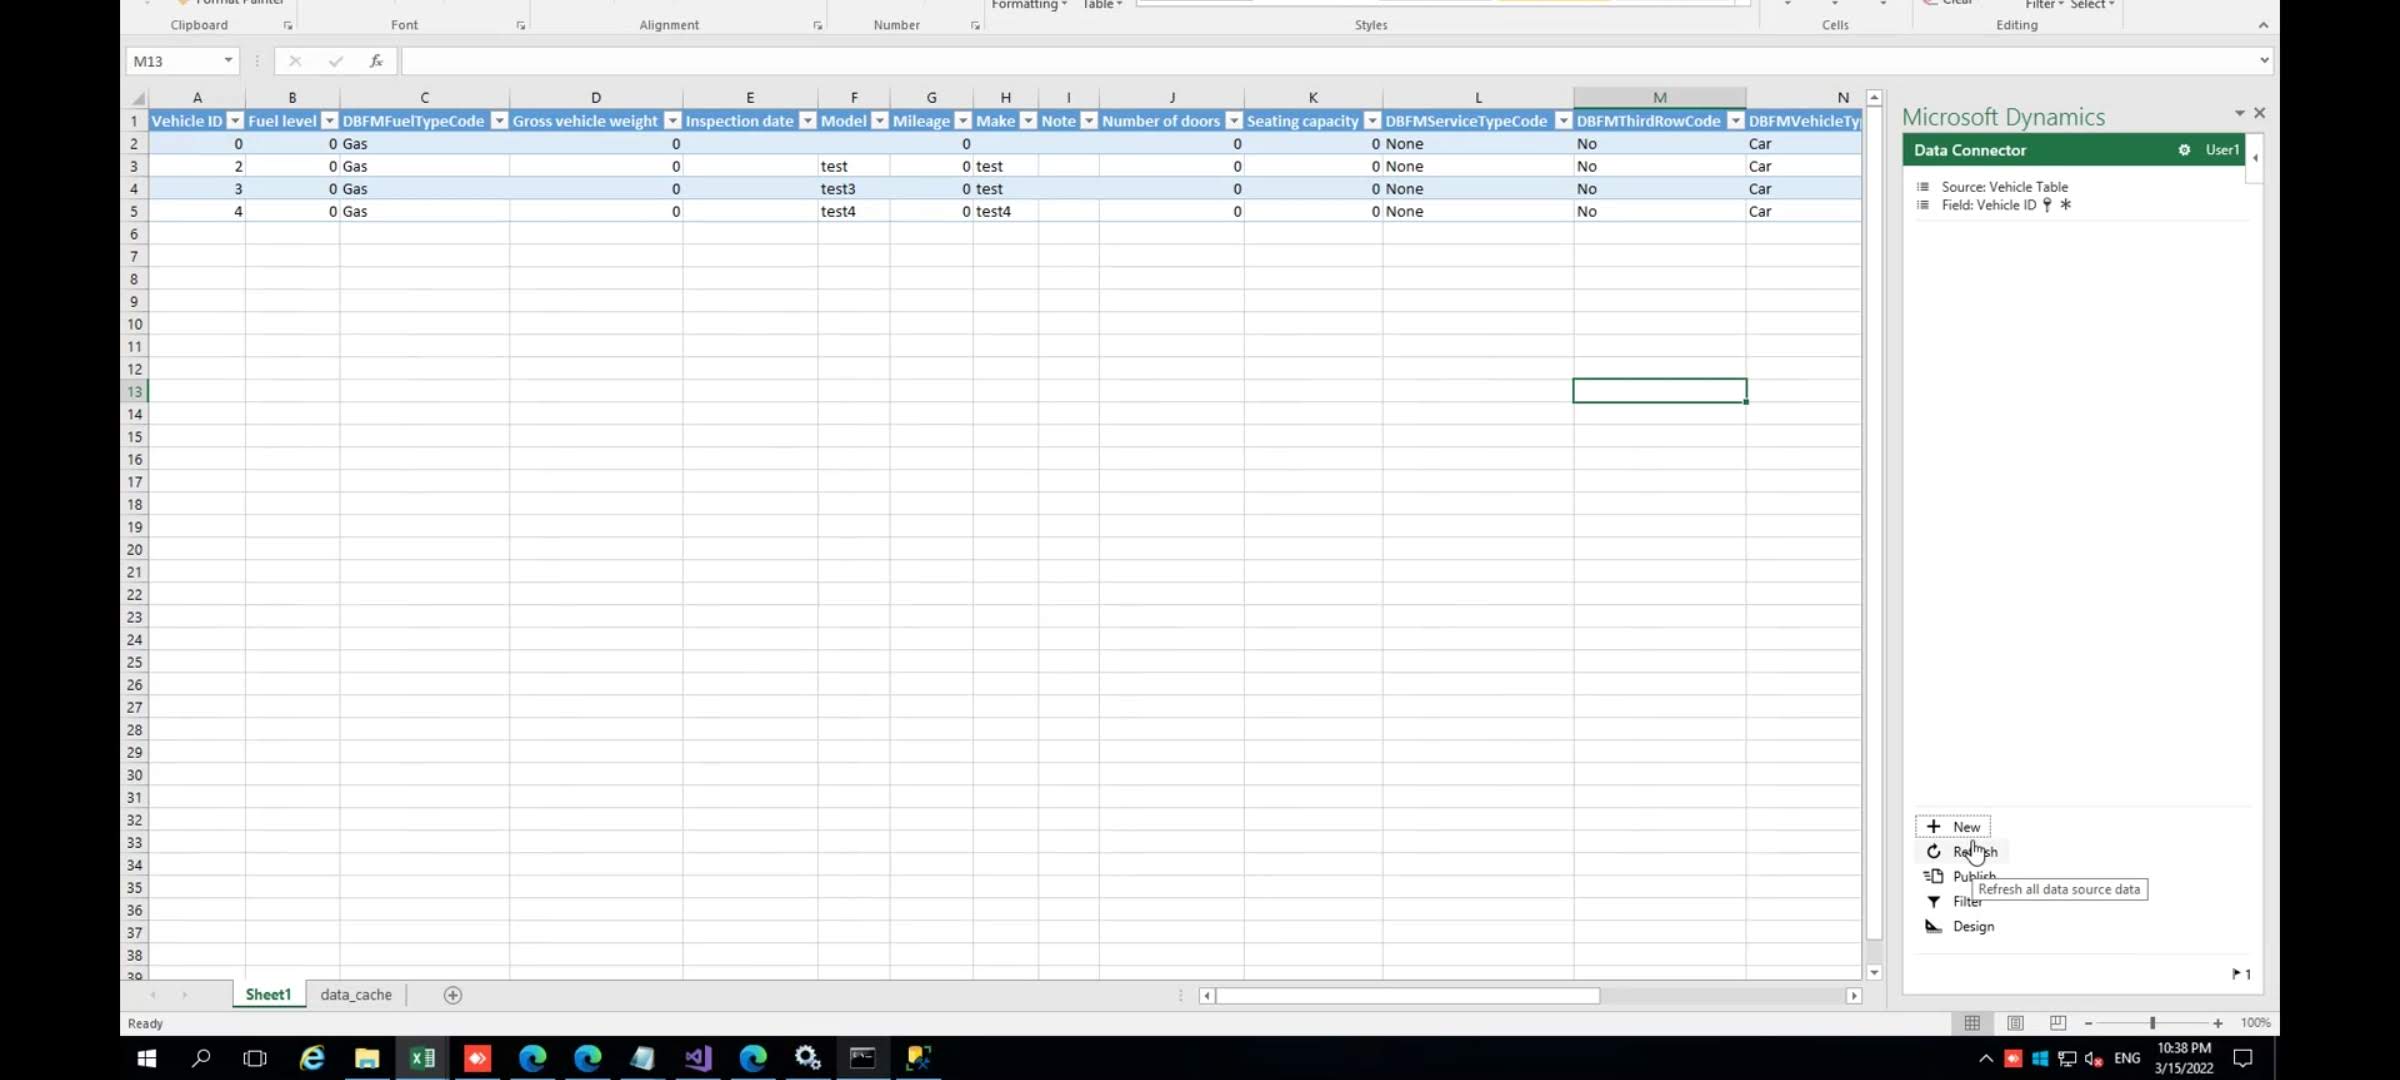 Format Painter
Formatting Table Clear Filter Select
Clipboard Font Alignment Number Styles Cells Editing
M13 fx
A B C D E F G H I J K L M N
1 Vehicle ID Fuel level DBFMFuelTypeCode Gross vehicle weight Inspection date Model Mileage Make Note Number of doors Seating capacity DBFMServiceTypeCode DBFMThirdRowCode DBFMVehicleTy
2 0 0 Gas 0 0 0 0 None No Car
3 2 0 Gas 0 test 0 test 0 0 None No Car
4 3 0 Gas 0 test3 0 test 0 0 None No Car
5 4 0 Gas 0 test4 0 test4 0 0 None No Car
6
7
8
9
10
11
12
13
14
15
16
17
18
19
20
21
22
23
24
25
26
27
28
29
30
31
32
33
34
35
36
37
38
39
Microsoft Dynamics
Data Connector User1
Source: Vehicle Table
Field: Vehicle ID
New
Refresh
Publish
Refresh all data source data
Filter
Design
1
Sheet1 data_cache
Ready 100%
ENG 10:38 PM
3/15/2022